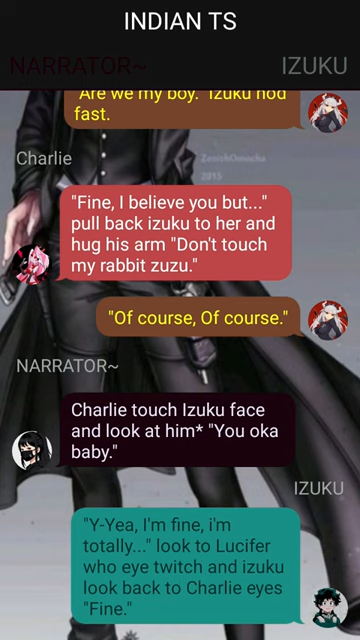 INDIAN TS
NARRATOR~
IZUKU
"Are we my boy." Izuku nod
fast.
Charlie
ZenithOmocha
2015
"Fine, I believe you but..."
pull back izuku to her and
hug his arm "Don't touch
my rabbit zuzu."
"Of course, Of course."
NARRATOR~
Charlie touch Izuku face
and look at him* "You oka
baby."
IZUKU
"Y-Yea, I'm fine, i'm
totally..." look to Lucifer
who eye twitch and izuku
look back to Charlie eyes
"Fine."